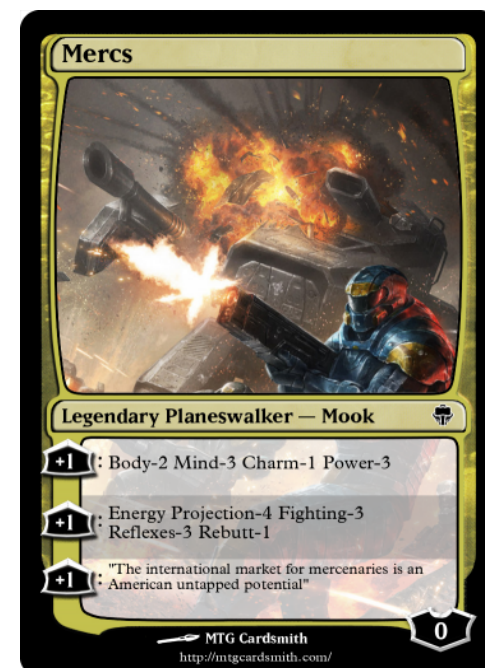 Mercs
Legendary Planeswalker — Mook
+1 : Body-2 Mind-3 Charm-1 Power-3
+1 : Energy Projection-4 Fighting-3
Reflexes-3 Rebutt-1
+1 : "The international market for mercenaries is an
American untapped potential"
0
MTG Cardsmith
http://mtgcardsmith.com/